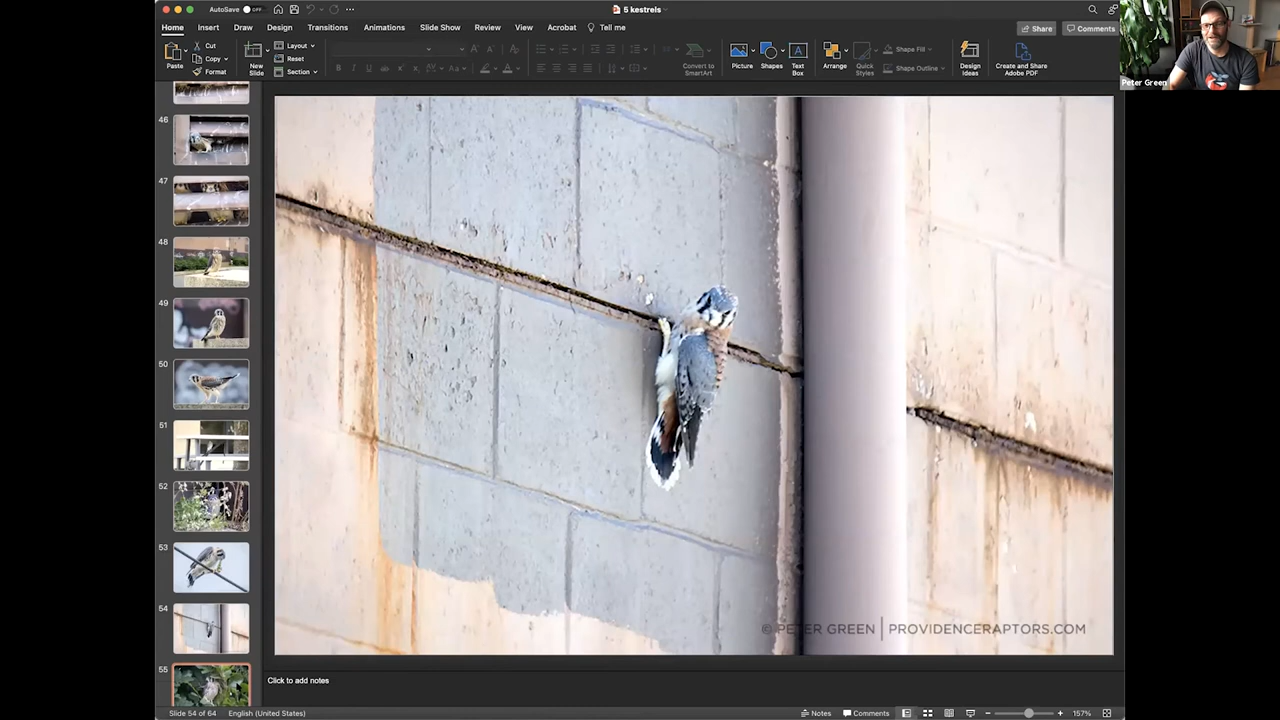 AutoSave OFF
5 kestrels
Home Insert Draw Design Transitions Animations Slide Show Review View Acrobat Tell me
Share Comments
Paste
Cut
Copy
Format
New Slide
Layout
Reset
Section
Convert to SmartArt
Picture
Shapes
Text Box
Arrange
Quick Styles
Shape Fill
Shape Outline
Design Ideas
Create and Share Adobe PDF
Peter Green
46
47
48
49
50
51
52
53
54
55
© PETER GREEN | PROVIDENCERAPTORS.COM
Click to add notes
Slide 54 of 64 English (United States) Notes Comments 157%